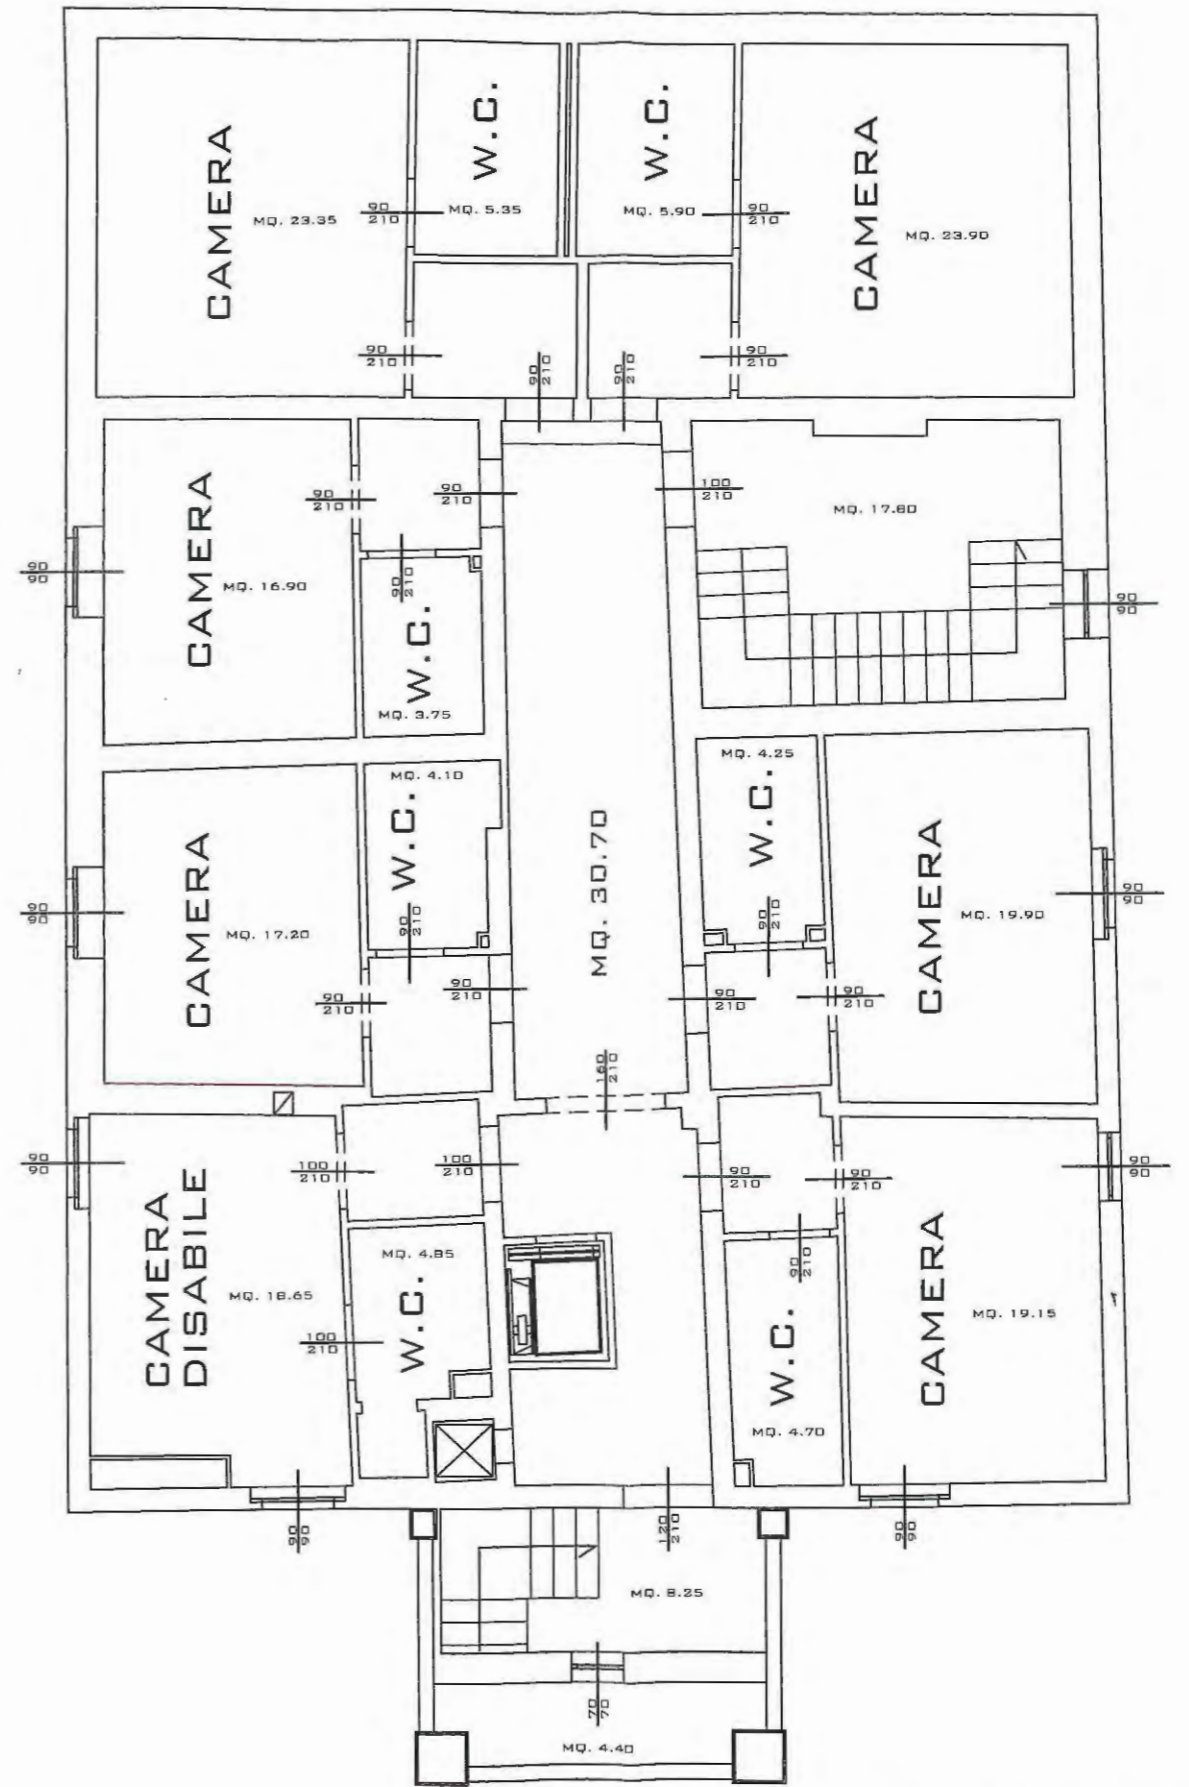 CAMERA
MQ. 23.35
W.C.
MQ. 5.35
W.C.
MQ. 5.90
CAMERA
MQ. 23.90
90
210
90
210
90
210
90
210
90
210
90
210
CAMERA
MQ. 16.90
90
90
90
210
90
210
90
210
W.C.
MQ. 3.75
100
210
MQ. 17.80
90
90
CAMERA
MQ. 17.20
90
90
MQ. 4.10
W.C.
90
210
90
210
90
210
MQ. 30.70
MQ. 4.25
W.C.
90
210
90
210
90
210
CAMERA
MQ. 19.90
90
90
160
210
CAMERA
DISABILE
MQ. 18.65
90
90
100
210
100
210
100
210
MQ. 4.85
W.C.
90
90
90
210
90
210
90
210
W.C.
MQ. 4.70
CAMERA
MQ. 19.15
90
90
90
90
120
210
MQ. 8.25
70
70
MQ. 4.40